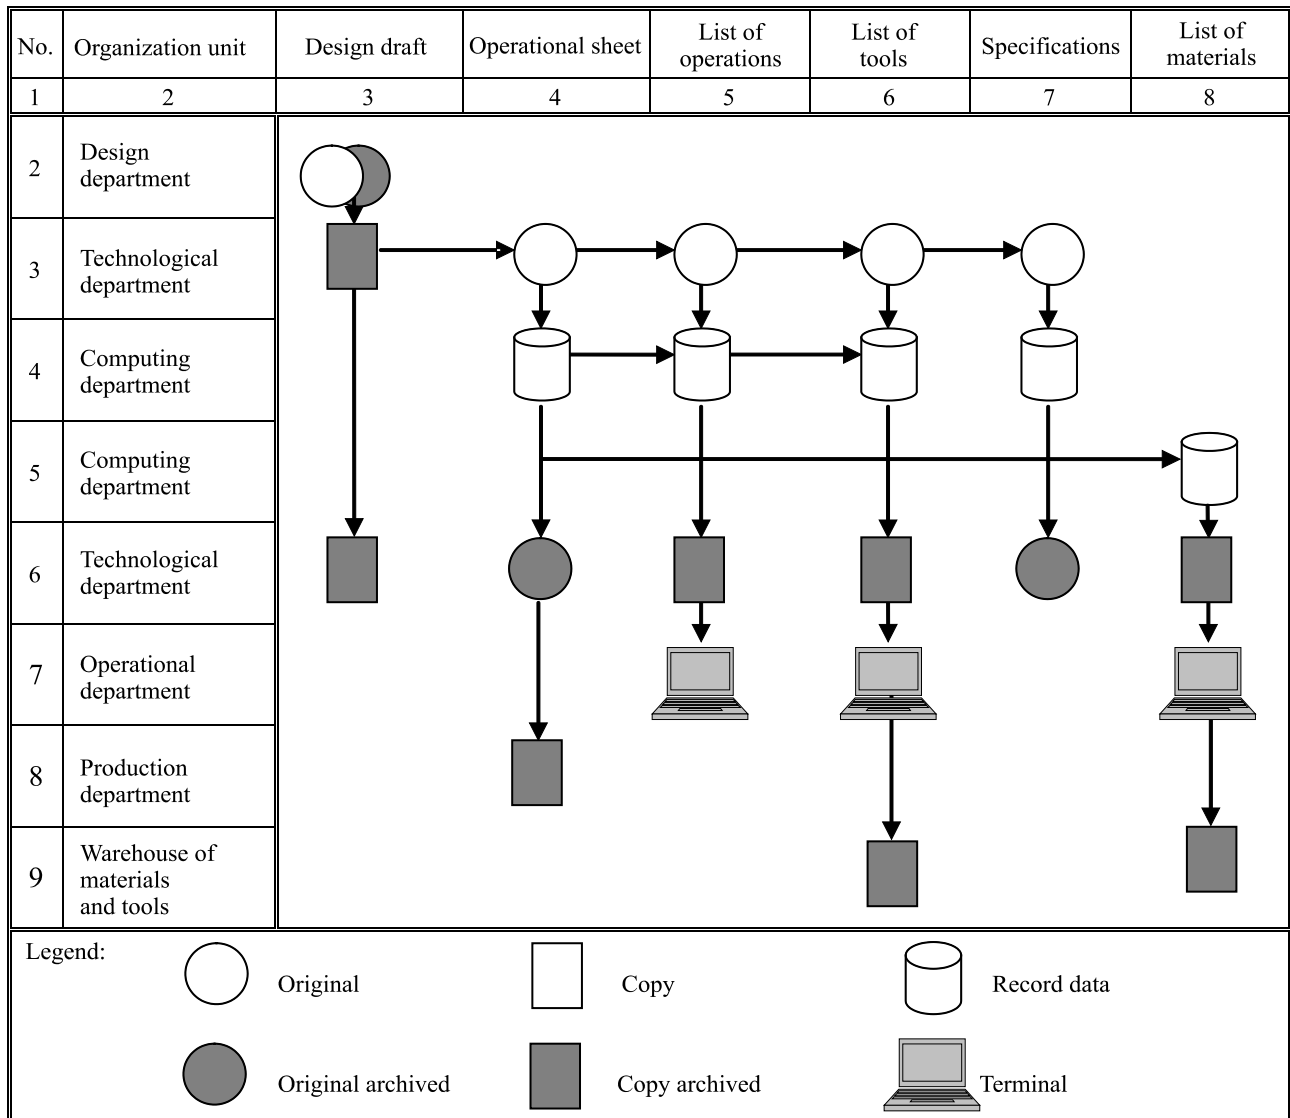 No.
Organization unit
Design draft
Operational sheet
List of
operations
List of
tools
Specifications
List of
materials
1
2
3
4
5
6
7
8
2
Design
department
3
Technological
department
4
Computing
department
5
Computing
department
6
Technological
department
7
Operational
department
8
Production
department
9
Warehouse of
materials
and tools
Legend:
Original
Copy
Record data
Original archived
Copy archived
Terminal